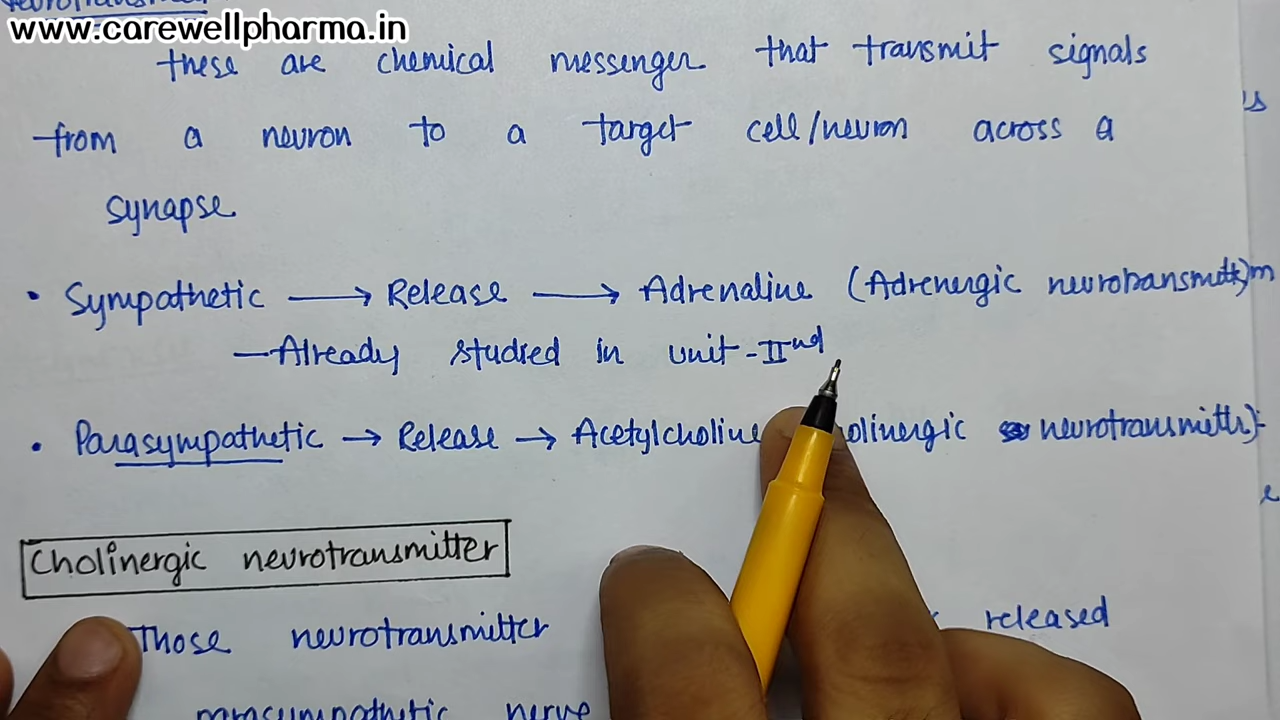 www.carewellpharma.in
these are chemical messenger that transmit signals
from a neuron to a target cell/neuron across a
synapse
• Sympathetic → Release → Adrenaline (Adrenergic
— Already studied in unit - IInd
• Parasympathetic → Release → Acetylcholine neurotransmitter)
Cholinergic neurotransmitter
Those neurotransmitter released
parasympathetic nerve